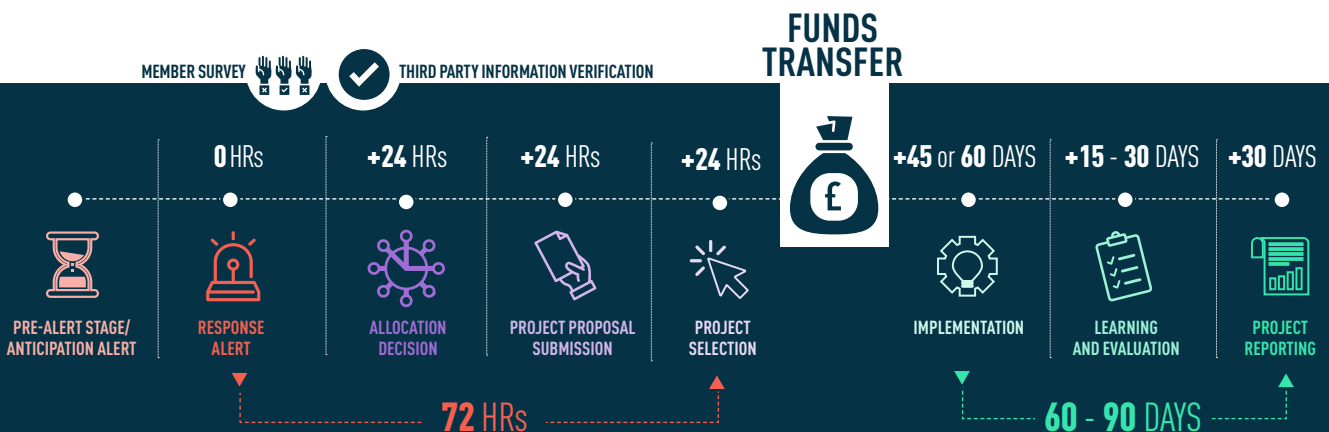 FUNDS
TRANSFER
MEMBER SURVEY
THIRD PARTY INFORMATION VERIFICATION
0 HRs
+24 HRs
+24 HRs
+24 HRs
£
+45 or 60 DAYS
+15 - 30 DAYS
+30 DAYS
PRE-ALERT STAGE/
ANTICIPATION ALERT
RESPONSE
ALERT
ALLOCATION
DECISION
PROJECT PROPOSAL
SUBMISSION
PROJECT
SELECTION
IMPLEMENTATION
LEARNING
AND EVALUATION
PROJECT
REPORTING
72 HRs
60 - 90 DAYS